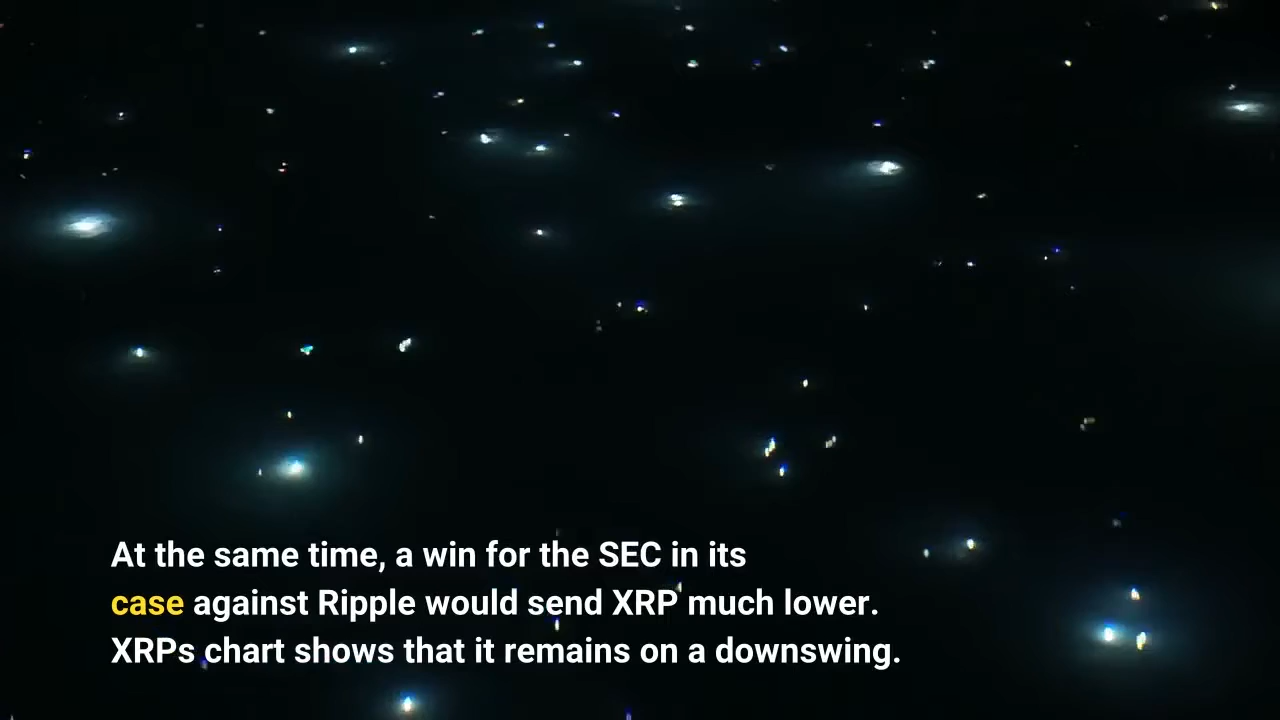 At the same time, a win for the SEC in its
case against Ripple would send XRP much lower.
XRPs chart shows that it remains on a downswing.